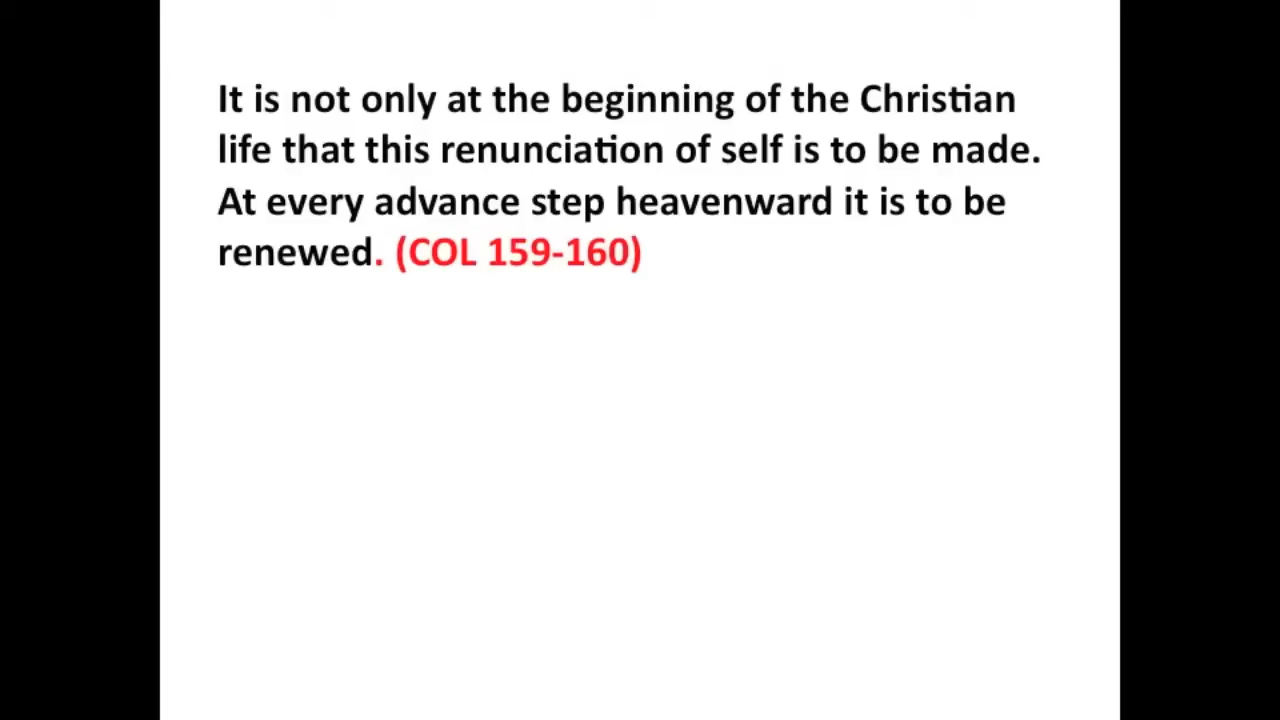 It is not only at the beginning of the Christian
life that this renunciation of self is to be made.
At every advance step heavenward it is to be
renewed. (COL 159-160)